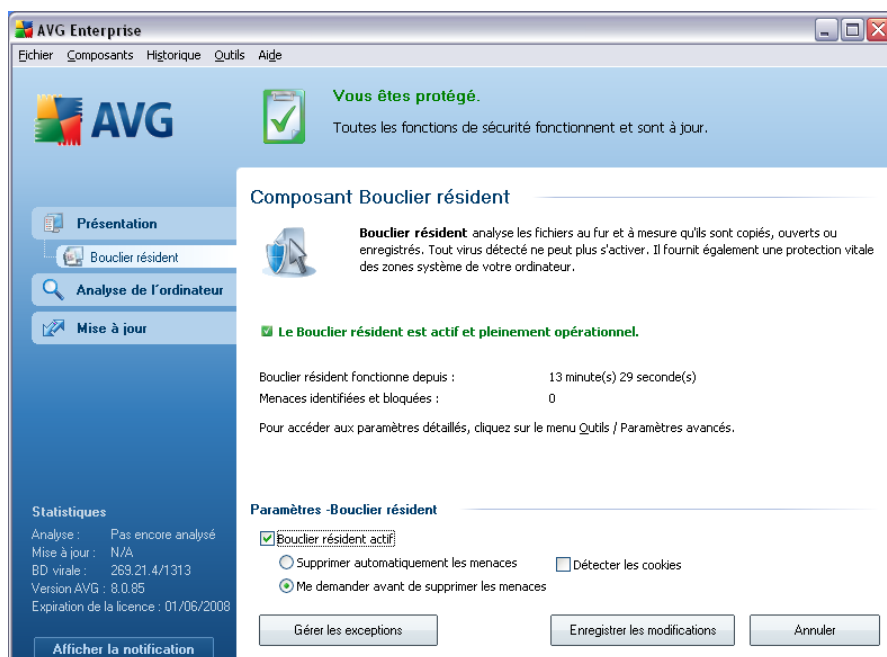 AVG Enterprise
Fichier Composants Historique Outils Aide
AVG
Vous êtes protégé.
Toutes les fonctions de sécurité fonctionnent et sont à jour.
Présentation
Bouclier résident
Analyse de l'ordinateur
Mise à jour
Composant Bouclier résident
Bouclier résident analyse les fichiers au fur et à mesure qu'ils sont copiés, ouverts ou
enregistrés. Tout virus détecté ne peut plus s'activer. Il fournit également une protection vitale
des zones système de votre ordinateur.
Le Bouclier résident est actif et pleinement opérationnel.
Bouclier résident fonctionne depuis : 13 minute(s) 29 seconde(s)
Menaces identifiées et bloquées : 0
Pour accéder aux paramètres détaillés, cliquez sur le menu Outils / Paramètres avancés.
Statistiques
Analyse : Pas encore analysé
Mise à jour : N/A
BD virale : 269.21.4/1313
Version AVG : 8.0.85
Expiration de la licence : 01/06/2008
Afficher la notification
Paramètres -Bouclier résident
Bouclier résident actif
Supprimer automatiquement les menaces Détecter les cookies
Me demander avant de supprimer les menaces
Gérer les exceptions Enregistrer les modifications Annuler